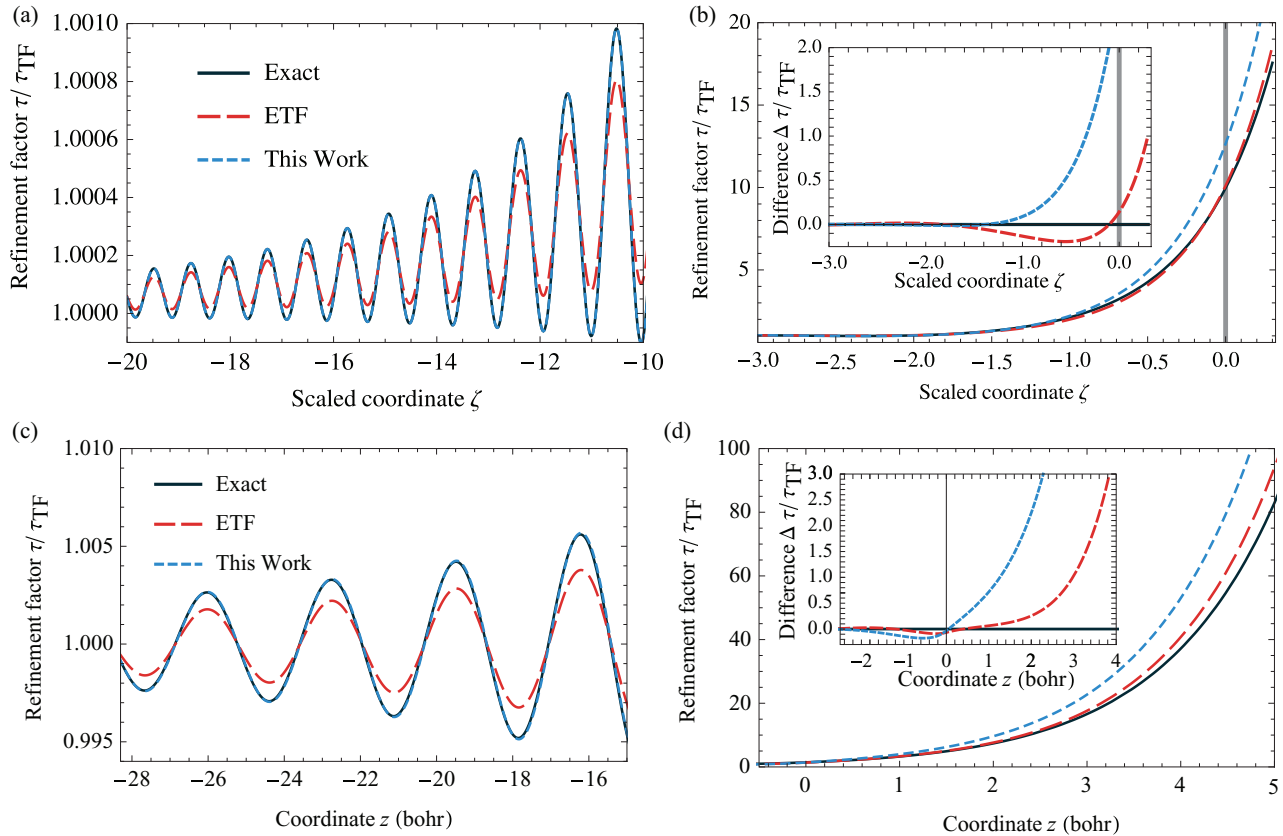 (a)
1.0010
1.0008
1.0006
1.0004
1.0002
1.0000
Refinement factor τ/τTF
Exact
ETF
This Work
−20 −18 −16 −14 −12 −10
Scaled coordinate ζ
(b)
20
15
10
5
Refinement factor τ/τTF
2.0
1.5
1.0
0.5
0.0
Difference Δ τ/τTF
−3.0 −2.0 −1.0 0.0
Scaled coordinate ζ
−3.0 −2.5 −2.0 −1.5 −1.0 −0.5 0.0
Scaled coordinate ζ
(c)
1.010
1.005
1.000
0.995
Refinement factor τ/τTF
Exact
ETF
This Work
−28 −26 −24 −22 −20 −18 −16
Coordinate z (bohr)
(d)
100
80
60
40
20
0
Refinement factor τ/τTF
3.0
2.5
2.0
1.5
1.0
0.5
0.0
Difference Δ τ/τTF
−2 −1 0 1 2 3 4
Coordinate z (bohr)
0 1 2 3 4 5
Coordinate z (bohr)